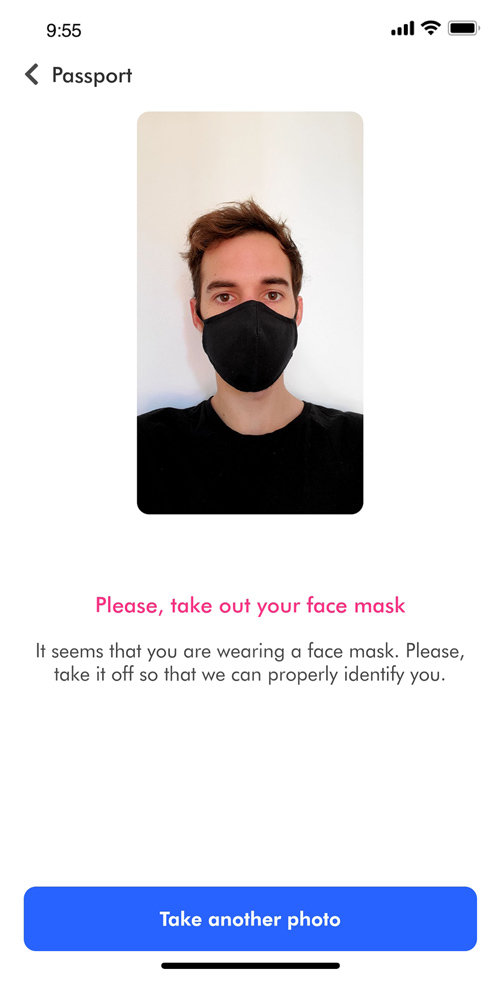 9:55
Passport
Please, take out your face mask
It seems that you are wearing a face mask. Please,
take it off so that we can properly identify you.
Take another photo